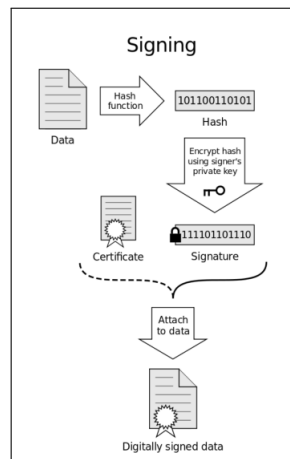 Signing
Hash
function
101100110101
Data
Hash
Encrypt hash
using signer's
private key
111101101110
Certificate
Signature
Attach
to data
Digitally signed data